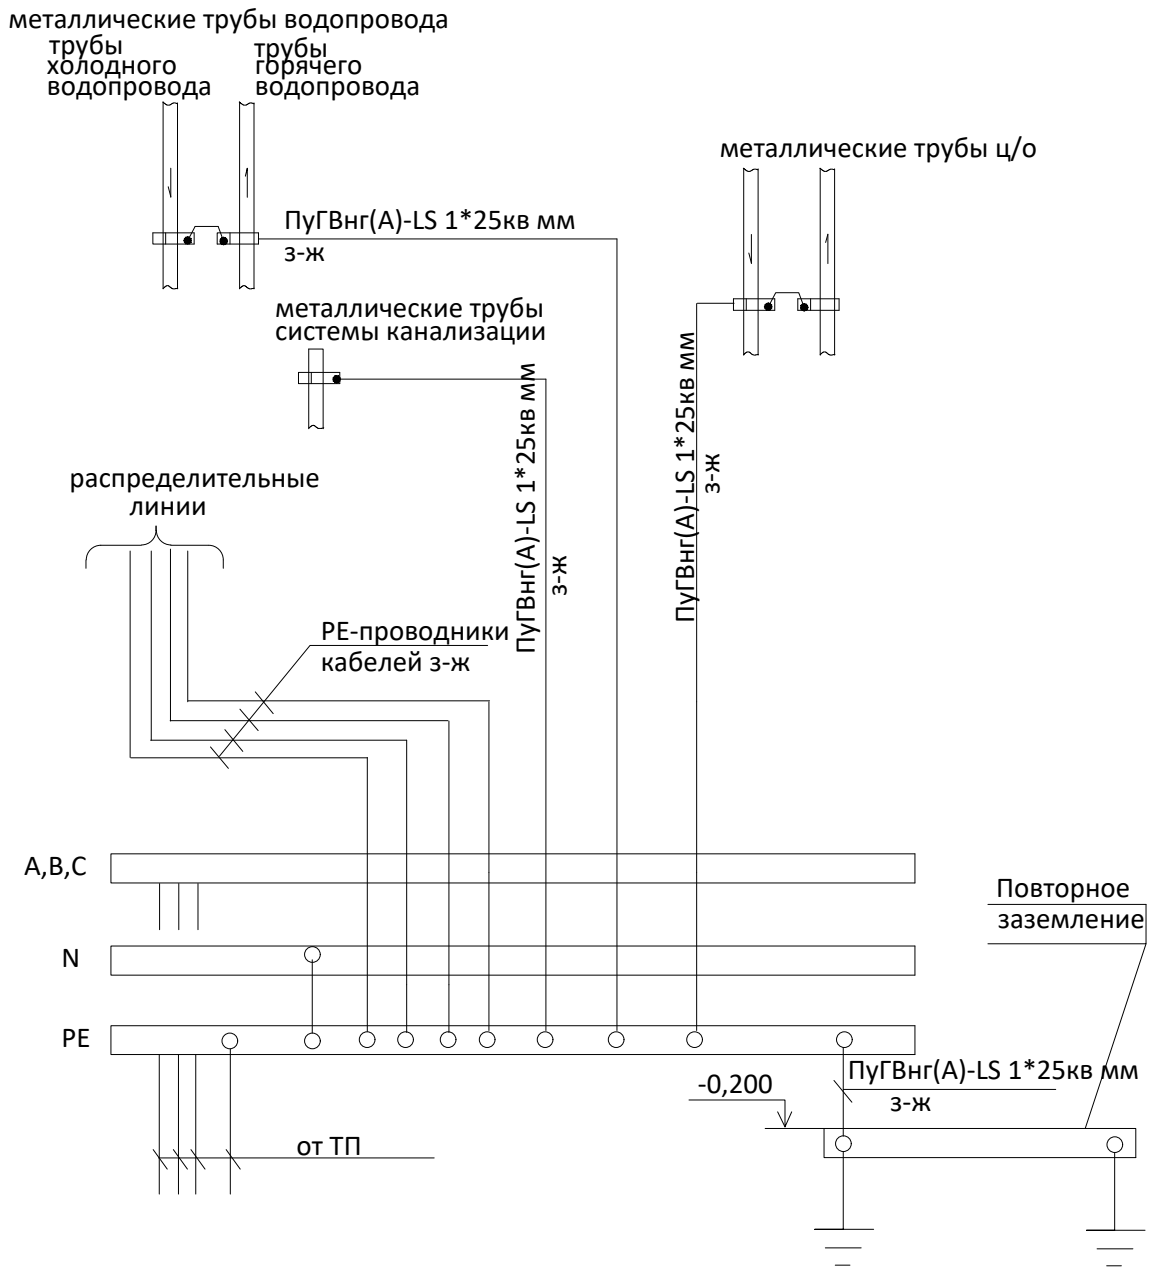 металлические трубы водопровода
трубы
холодного
водопровода
трубы
горячего
водопровода
металлические трубы ц/о
ПуГВнг(А)-LS 1*25кв мм
з-ж
металлические трубы
системы канализации
ПуГВнг(А)-LS 1*25кв мм
з-ж
ПуГВнг(А)-LS 1*25кв мм
з-ж
распределительные
линии
РЕ-проводники
кабелей з-ж
А,В,С
N
PE
Повторное
заземление
ПуГВнг(А)-LS 1*25кв мм
з-ж
-0,200
от ТП